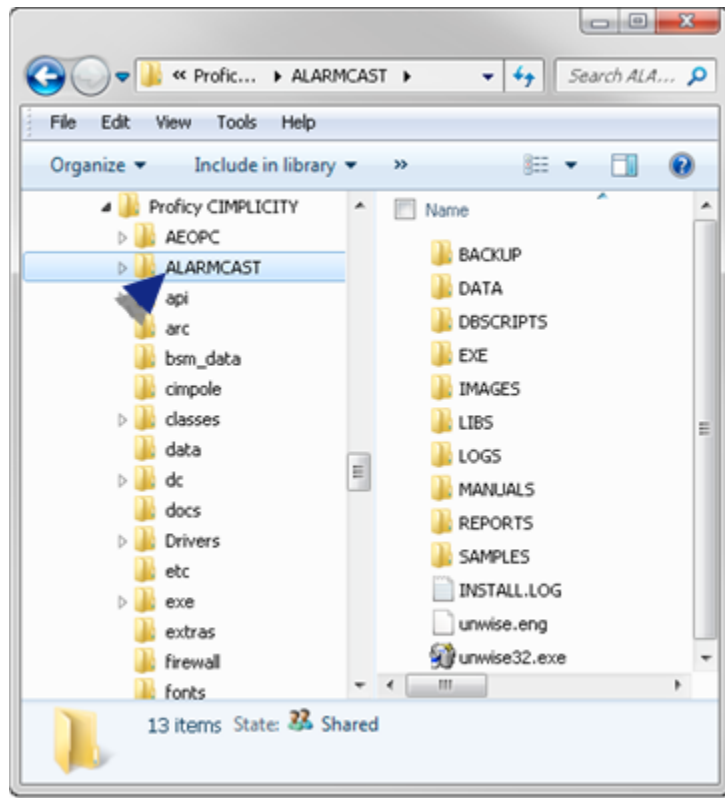 « Profic... ▸ ALARMCAST ▸ Search ALA...
File Edit View Tools Help
Organize Include in library »
Proficy CIMPLICITY
AEOPC
ALARMCAST
api
arc
bsm_data
cimpole
classes
data
dc
docs
Drivers
etc
exe
extras
firewall
fonts
Name
BACKUP
DATA
DBSCRIPTS
EXE
IMAGES
LIBS
LOGS
MANUALS
REPORTS
SAMPLES
INSTALL.LOG
unwise.eng
unwise32.exe
13 items State: Shared